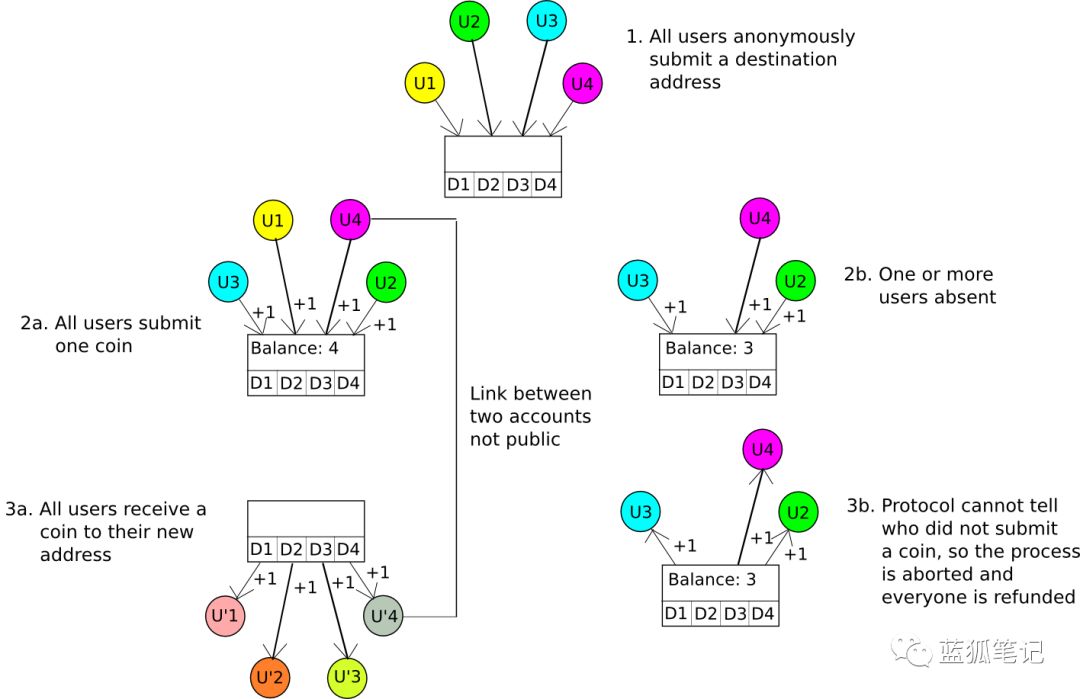 U2
U3
U1
U4
1. All users anonymously
submit a destination
address
D1 D2 D3 D4
U1
U4
U3
U2
+1
+1
+1
+1
2a. All users submit
one coin
Balance: 4
D1 D2 D3 D4
U4
U3
U2
+1
+1
+1
2b. One or more
users absent
Balance: 3
D1 D2 D3 D4
Link between
two accounts
not public
3a. All users receive a
coin to their new
address
D1 D2 D3 D4
+1
+1
+1
+1
U'1
U'4
U'2
U'3
U4
U3
U2
+1
+1
+1
Balance: 3
D1 D2 D3 D4
3b. Protocol cannot tell
who did not submit
a coin, so the process
is aborted and
everyone is refunded
蓝狐笔记